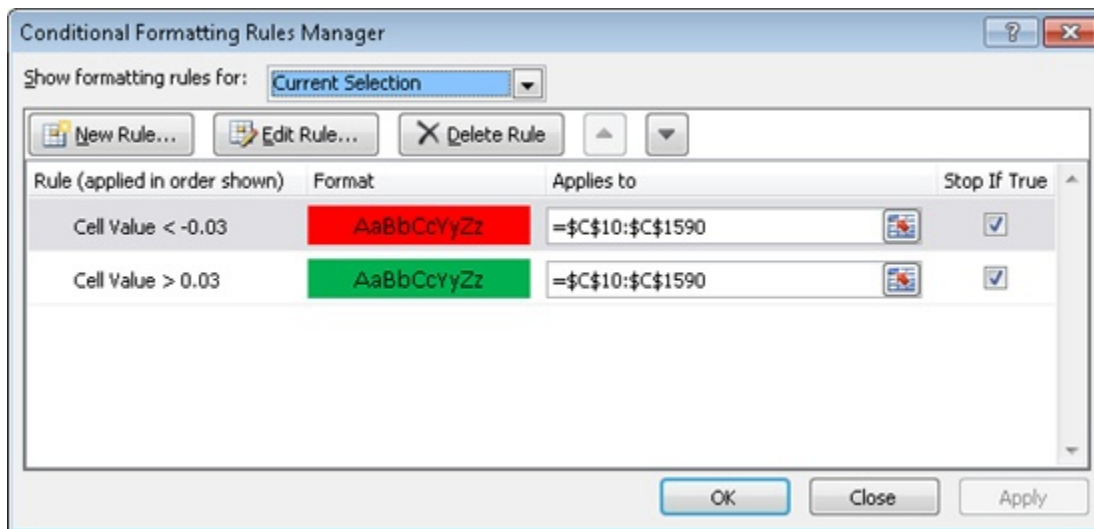 Conditional Formatting Rules Manager
Show formatting rules for: Current Selection
New Rule... Edit Rule... Delete Rule
Rule (applied in order shown) Format Applies to Stop If True
Cell Value < -0.03 AaBbCcYyZz =$C$10:$C$1590
Cell Value > 0.03 AaBbCcYyZz =$C$10:$C$1590
OK Close Apply